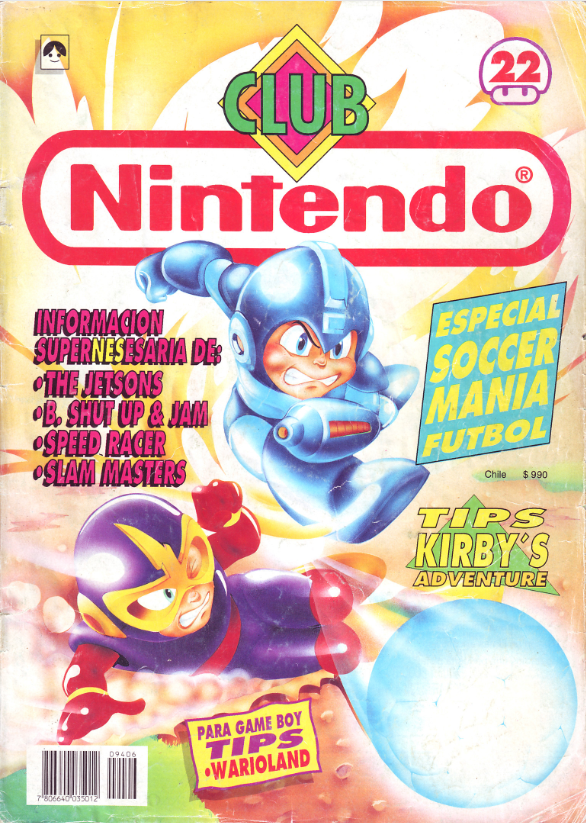 CLUB
22
Nintendo®
INFORMACION
SUPERNESESARIA DE:
•THE JETSONS
•B. SHUT UP & JAM
•SPEED RACER
•SLAM MASTERS
ESPECIAL
SOCCER
MANIA
FUTBOL
Chile $ 990
TIPS
KIRBY'S
ADVENTURE
PARA GAME BOY
TIPS
•WARIOLAND
09406
7 806640 035012